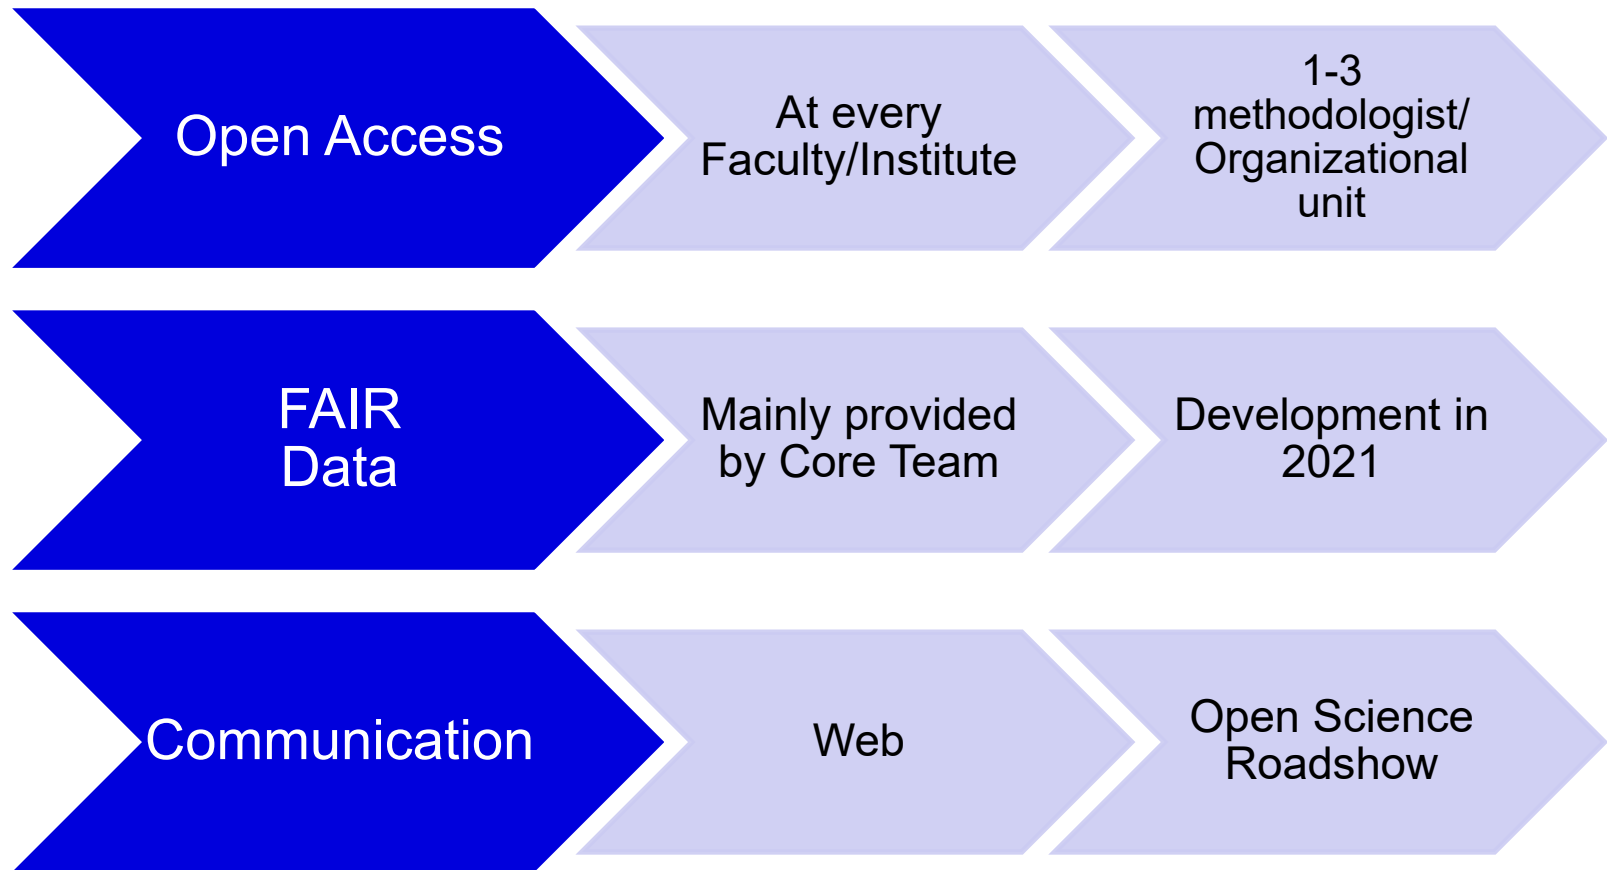 Open Access
At every
Faculty/Institute
1-3
methodologist/
Organizational
unit
FAIR
Data
Mainly provided
by Core Team
Development in
2021
Communication
Web
Open Science
Roadshow